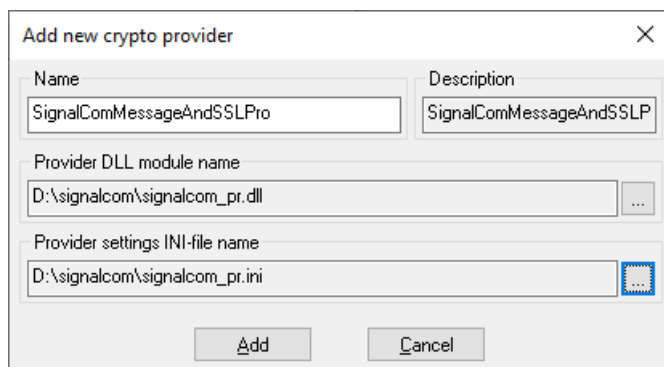 Add new crypto provider
Name
Description
SignalComMessageAndSSLPro
SignalComMessageAndSSLP
Provider DLL module name
D:\signalcom\signalcom_pr.dll
...
Provider settings INI-file name
D:\signalcom\signalcom_pr.ini
...
Add
Cancel